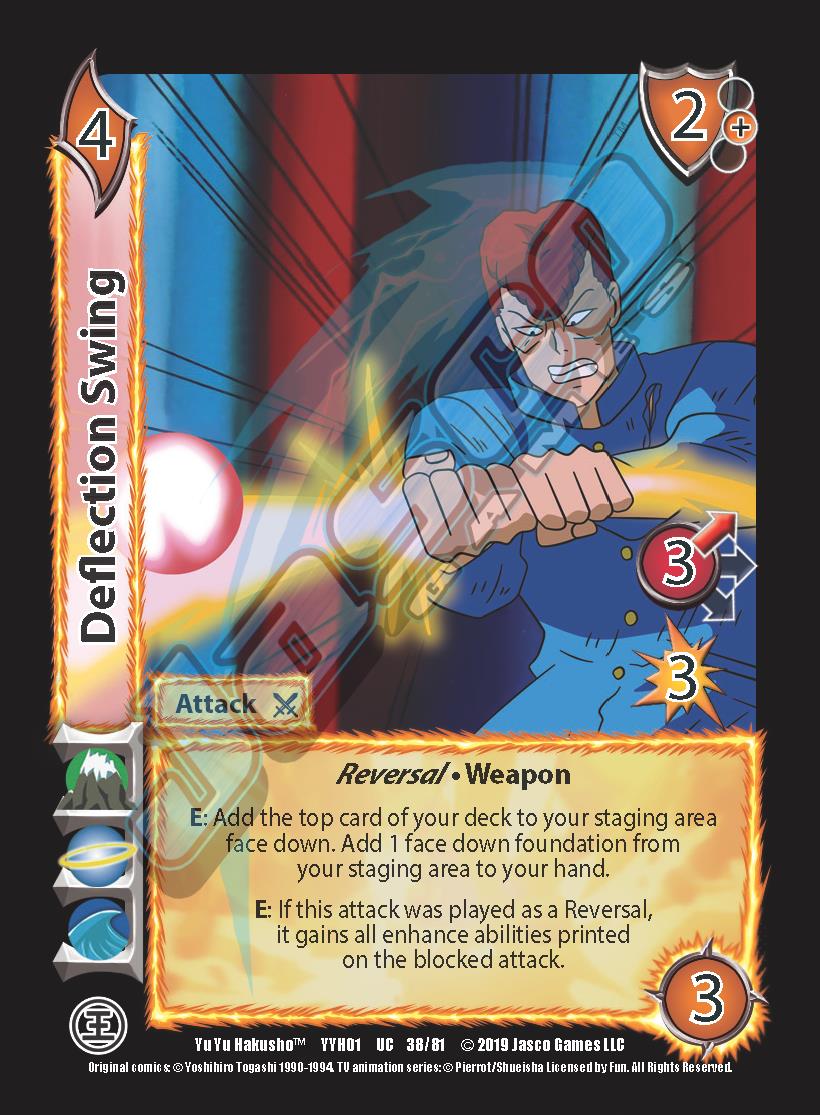 4
2
+
Deflection Swing
3
3
Attack
Reversal • Weapon
E: Add the top card of your deck to your staging area
face down. Add 1 face down foundation from
your staging area to your hand.
E: If this attack was played as a Reversal,
it gains all enhance abilities printed
on the blocked attack.
3
王
Yu Yu Hakusho™ YYH01 UC 38/81 © 2019 Jasco Games LLC
Original comics: © Yoshihiro Togashi 1990-1994. TV animation series: © Pierrot/Shueisha Licensed by Fun. All Rights Reserved.